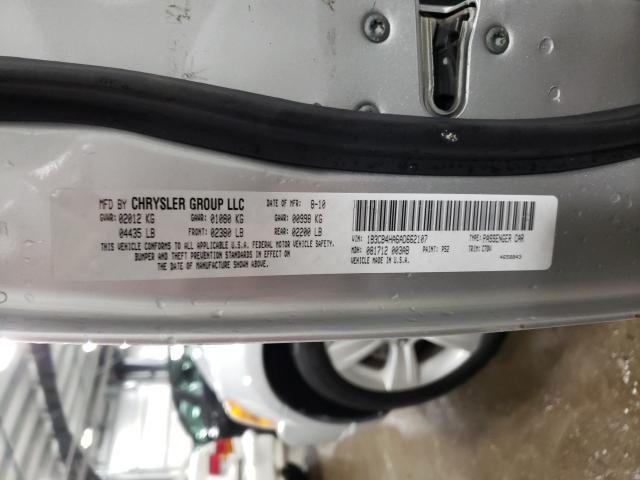 MFD BY CHRYSLER GROUP LLC DATE OF MFR: 8-10
GVWR: 02012 KG GAWR: 01080 KG GAWR: 00998 KG
04435 LB FRONT: 02380 LB REAR: 02200 LB
THIS VEHICLE CONFORMS TO ALL APPLICABLE U.S.A. FEDERAL MOTOR VEHICLE SAFETY,
BUMPER AND THEFT PREVENTION STANDARDS IN EFFECT ON
THE DATE OF MANUFACTURE SHOWN ABOVE.
VIN: 1B3CB4HA6AD662107 TYPE: PASSENGER CAR
MDH: 081712 003AB PAINT: PS2 TRIM: CTDV
VEHICLE MADE IN U.S.A. 4650843